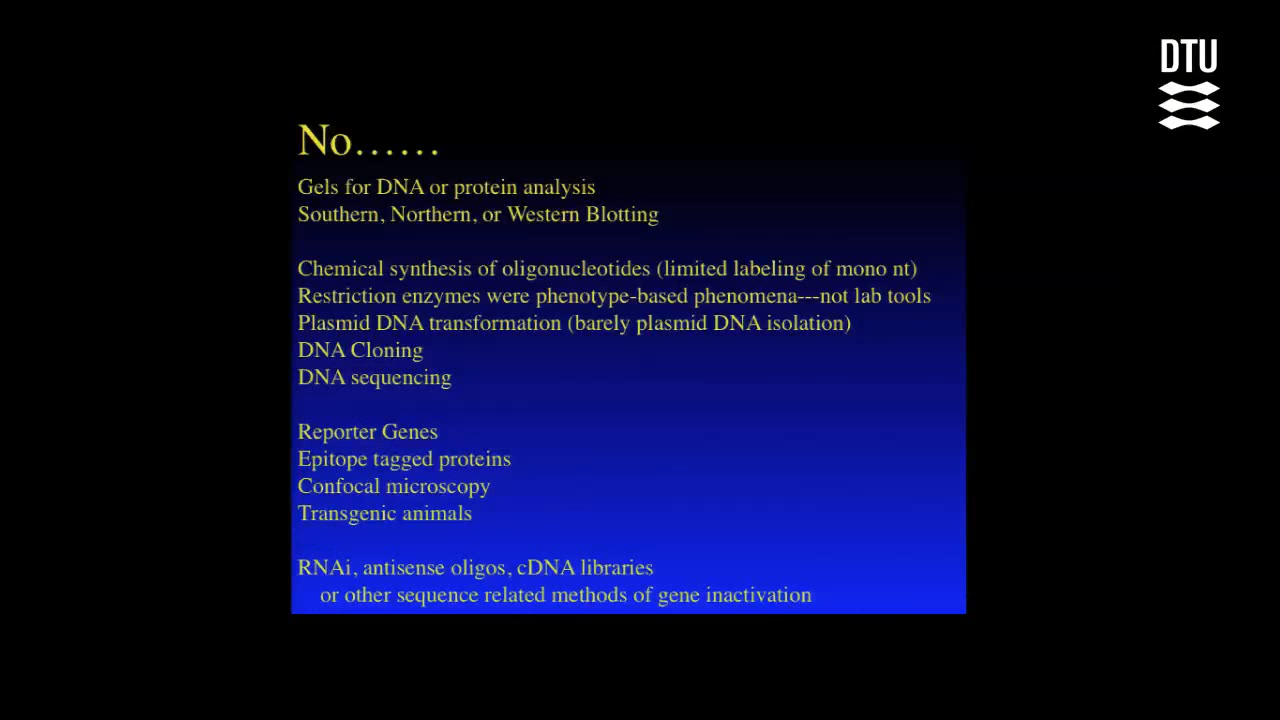 DTU
No......
Gels for DNA or protein analysis
Southern, Northern, or Western Blotting
Chemical synthesis of oligonucleotides (limited labeling of mono nt)
Restriction enzymes were phenotype-based phenomena---not lab tools
Plasmid DNA transformation (barely plasmid DNA isolation)
DNA Cloning
DNA sequencing
Reporter Genes
Epitope tagged proteins
Confocal microscopy
Transgenic animals
RNAi, antisense oligos, cDNA libraries
or other sequence related methods of gene inactivation